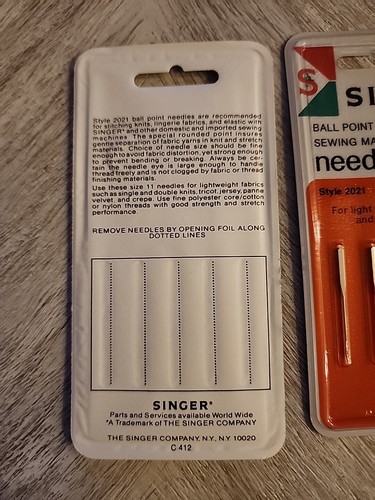 Style 2021 ball point needles are recommended
for stitching knits, lingerie fabrics, and elastic with
SINGER* and other domestic and imported sewing
machines. The special rounded point insures
gentle separation of fabric yarns in knit and stretch
materials. Choice of needle size should be fine
enough to avoid fabric distortion, yet strong enough
to prevent bending or breaking. Always be cer-
tain the needle eye is large enough to handle
thread freely and is not clogged by fabric or thread
finishing materials.
Use these size 11 needles for lightweight fabrics
such as single and double knits, tricot, jersey, panne
velvet, and crepe. Use fine polyester core/cotton
or nylon threads with good strength and stretch
performance.
REMOVE NEEDLES BY OPENING FOIL ALONG
DOTTED LINES
SINGER*
Parts and Services available World Wide
*A Trademark of THE SINGER COMPANY
THE SINGER COMPANY, N.Y., N.Y. 10020
C 412
S
SI
BALL POINT
SEWING MA
need
Style 2021
For light
and